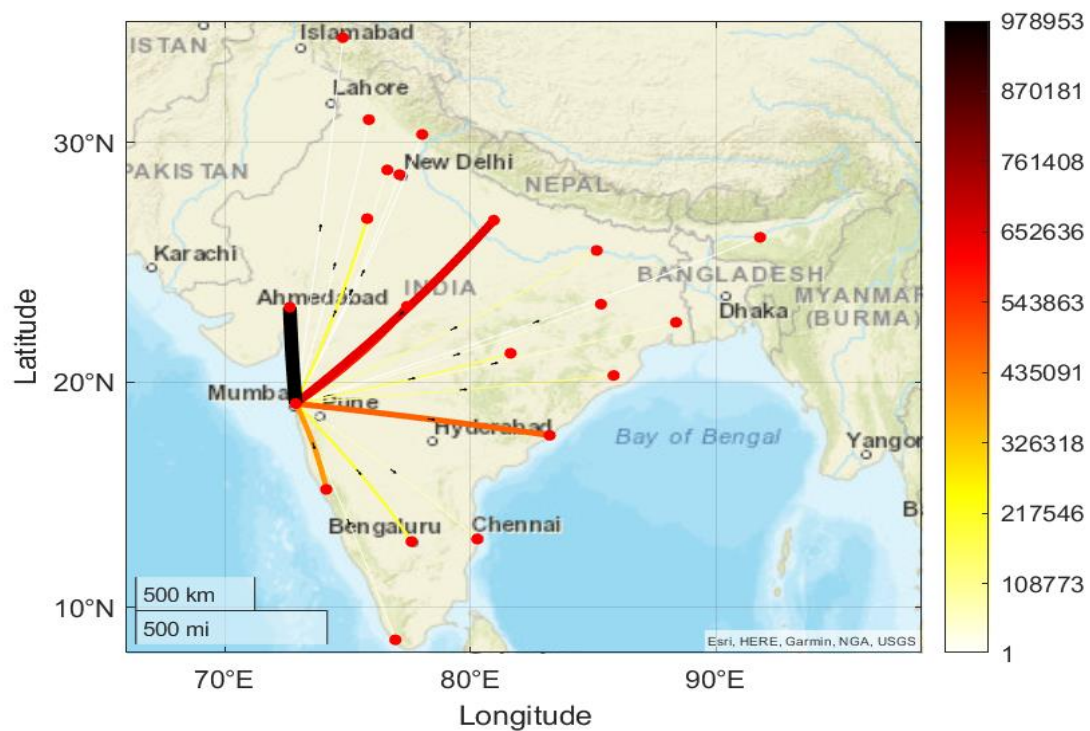 Islamabad
ISTAN
Lahore
30°N
New Delhi
PAKISTAN
NEPAL
Karachi
BANGLADESH
INDIA
Ahmedabad
Dhaka
MYANMAR
(BURMA)
20°N
Mumba
Pune
Hyderabad
Bay of Bengal
Yangor
B
Bengaluru
Chennai
500 km
10°N
500 mi
Esri, HERE, Garmin, NGA, USGS
70°E
80°E
90°E
Longitude
Latitude
978953
870181
761408
652636
543863
435091
326318
217546
108773
1